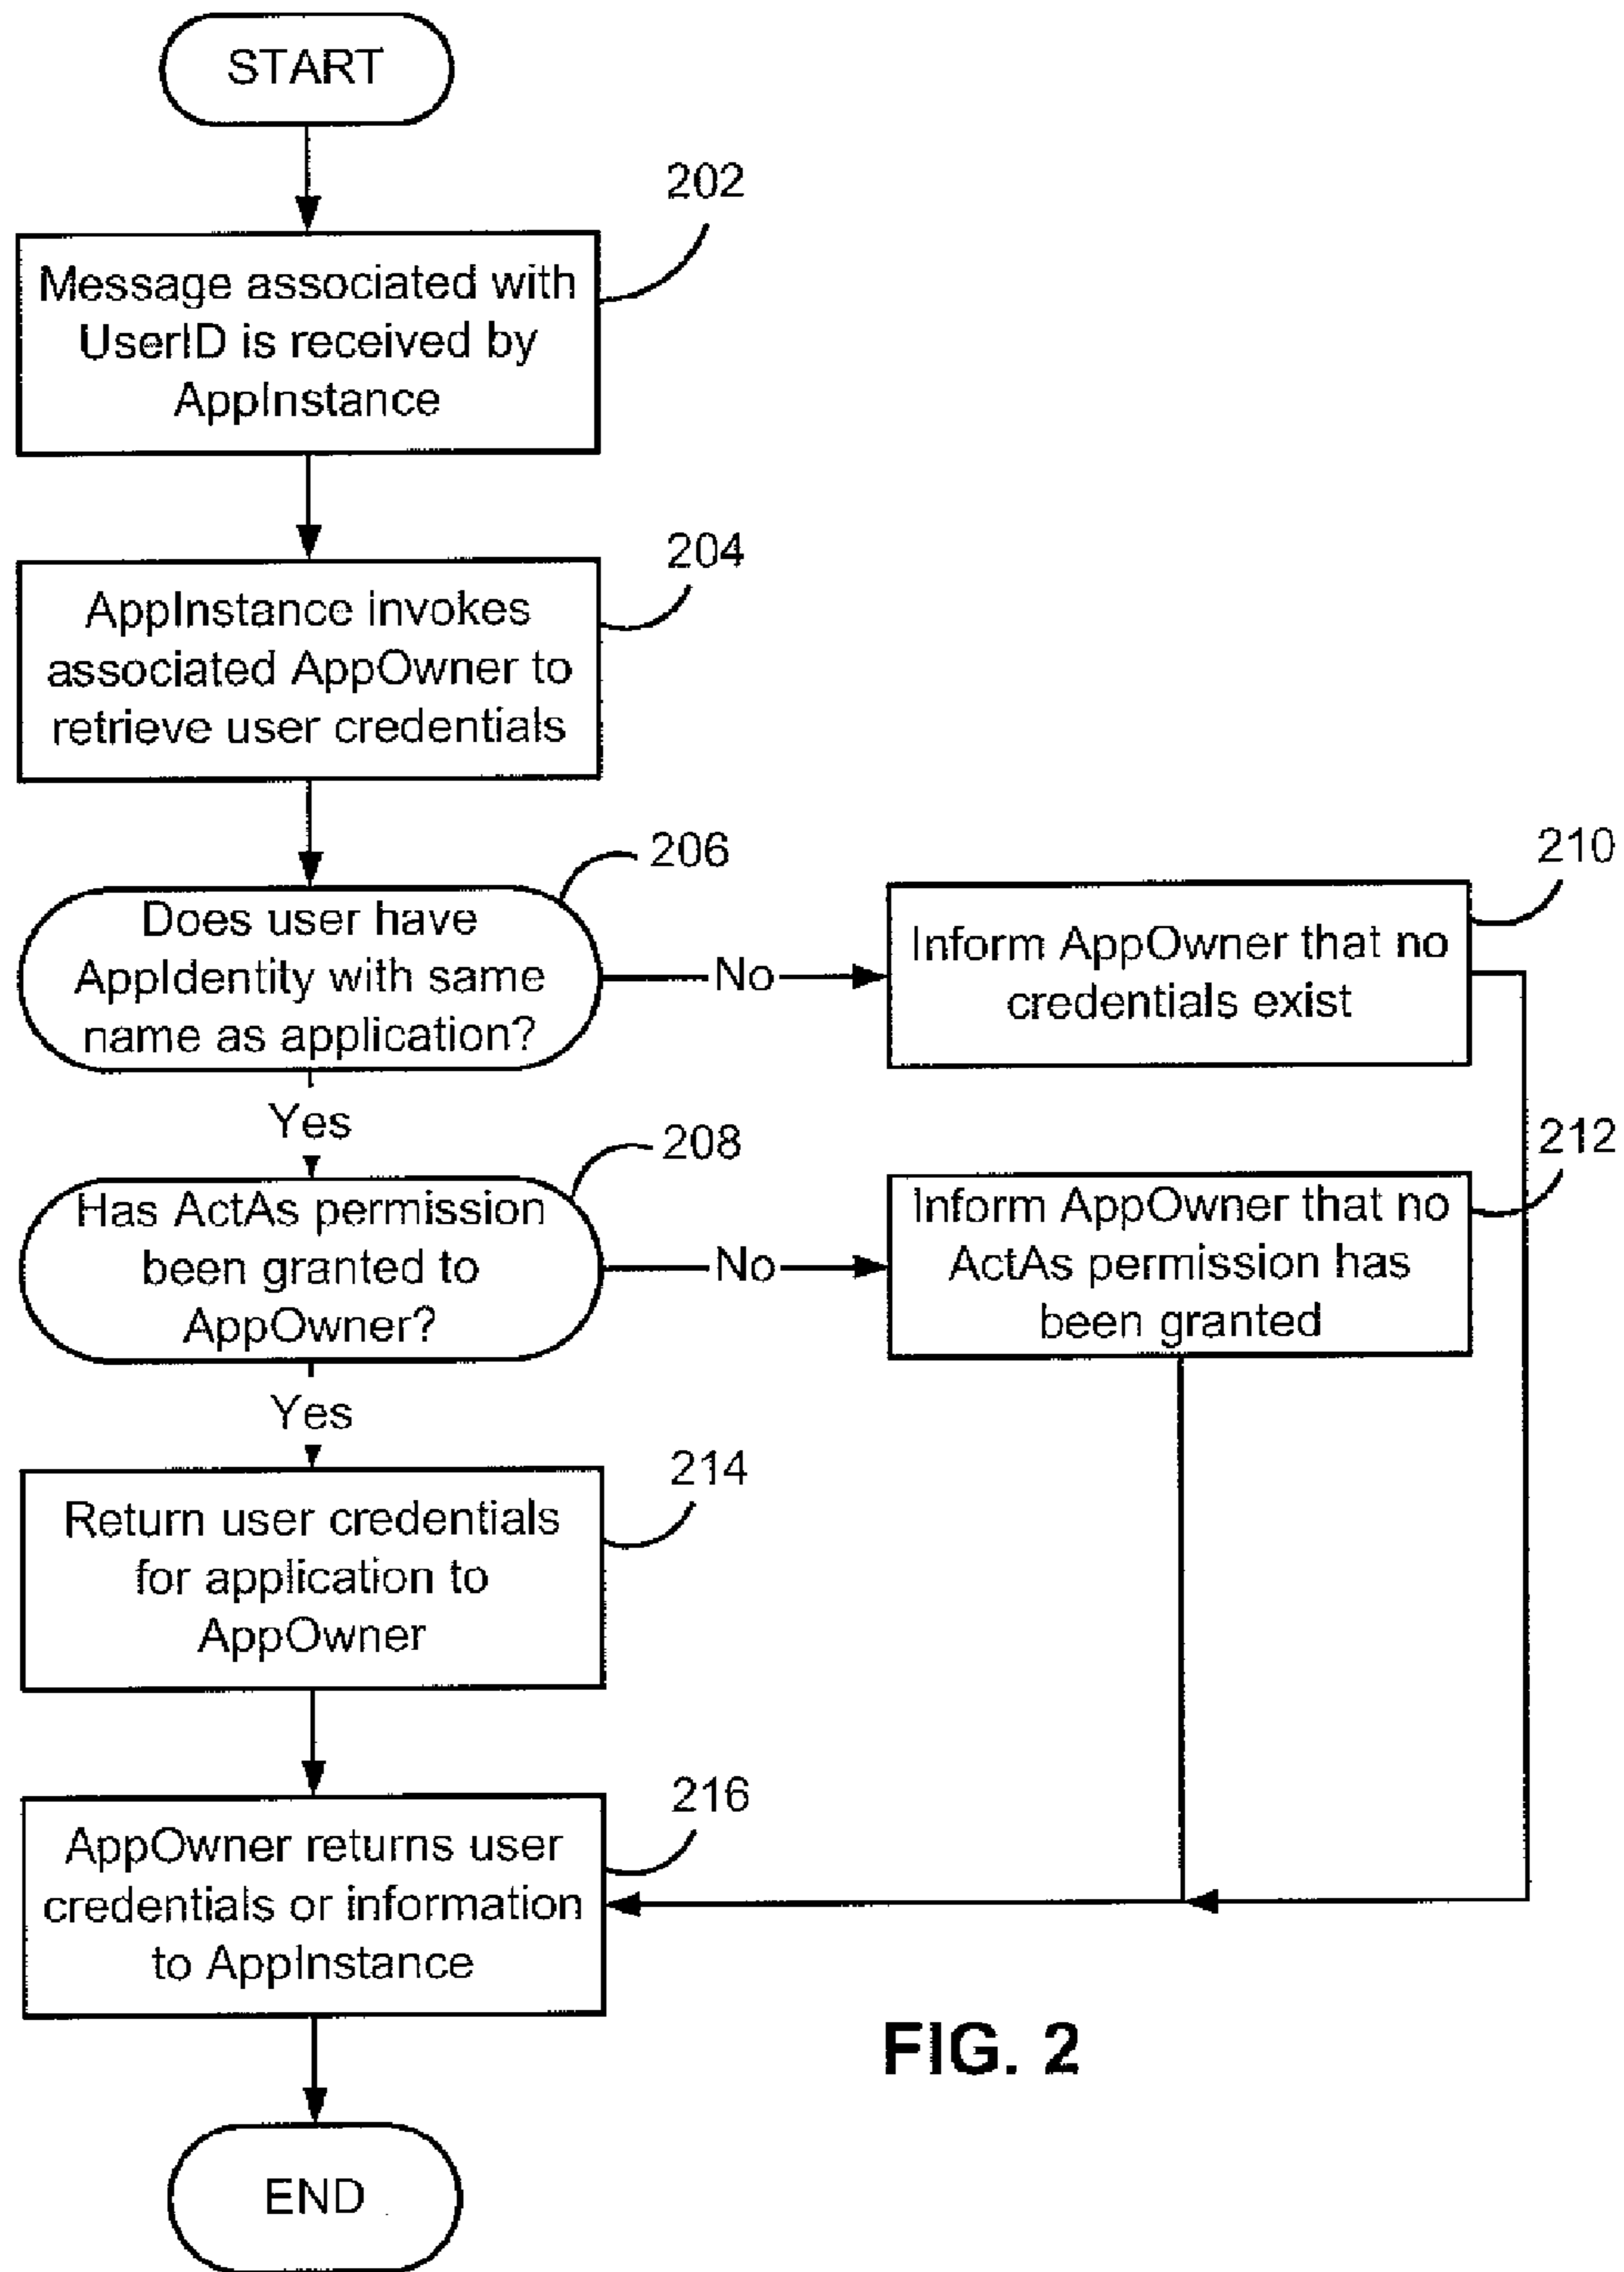 START
202
Message associated with
UserID is received by
AppInstance
204
AppInstance invokes
associated AppOwner to
retrieve user credentials
206
Does user have
AppIdentity with same
name as application?
No
210
Inform AppOwner that no
credentials exist
Yes
208
Has ActAs permission
been granted to
AppOwner?
No
212
Inform AppOwner that no
ActAs permission has
been granted
Yes
214
Return user credentials
for application to
AppOwner
216
AppOwner returns user
credentials or information
to AppInstance
FIG. 2
END